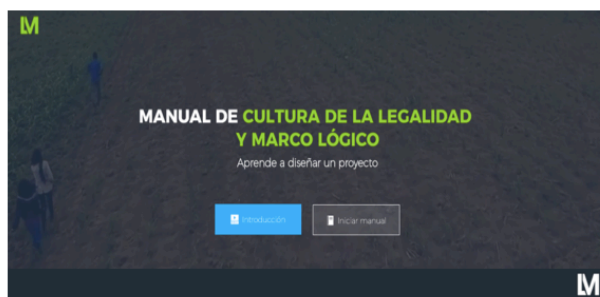 LM
MANUAL DE CULTURA DE LA LEGALIDAD
Y MARCO LÓGICO
Aprende a diseñar un proyecto
Introducción
Iniciar manual
LM